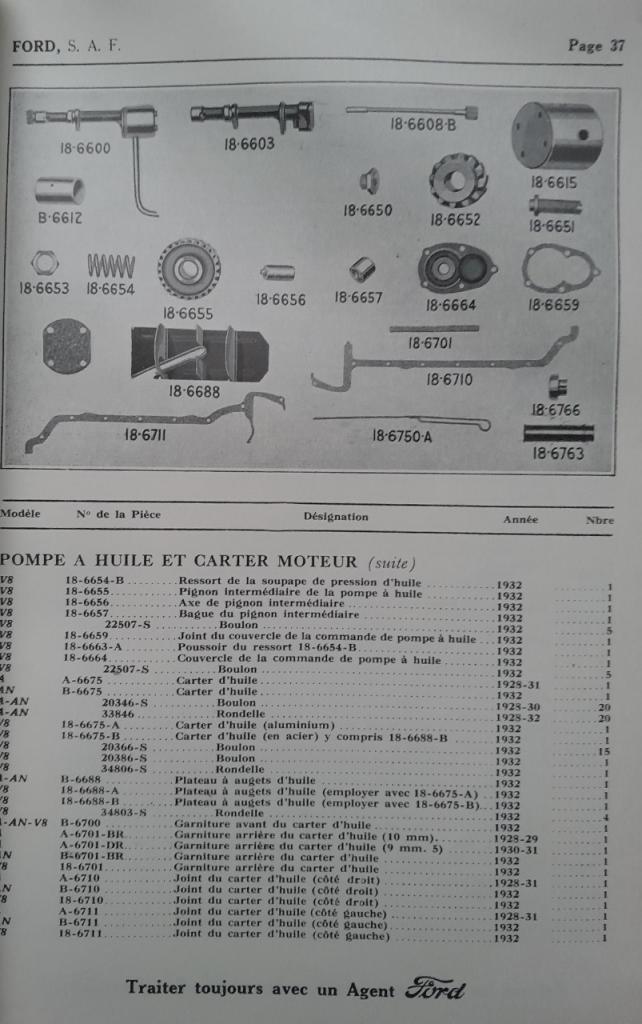 FORD, S. A. F.
Page 37
18-6600
18-6603
18-6608-B
18-6615
B-6612
18-6650
18-6652
18-6651
18-6653
18-6654
18-6655
18-6656
18-6657
18-6664
18-6659
18-6688
18-6701
18-6710
18-6766
18-6711
18-6750-A
18-6763
Modèle N° de la Pièce Désignation Année Nbre
POMPE A HUILE ET CARTER MOTEUR (suite)
V8 18-6654-B Ressort de la soupape de pression d'huile 1932 1
V8 18-6655 Pignon intermédiaire de la pompe à huile 1932 1
V8 18-6656 Axe de pignon intermédiaire 1932 1
V8 18-6657 Bague du pignon intermédiaire 1932 1
V8 22507-S Boulon 1932 5
V8 18-6659 Joint du couvercle de la commande de pompe à huile 1932 1
V8 18-6663-A Poussoir du ressort 18-6654-B 1932 1
V8 18-6664 Couvercle de la commande de pompe à huile 1932 1
V8 22507-S Boulon 1932 5
A A-6675 Carter d'huile 1928-31 1
AN B-6675 Carter d'huile 1932 1
A-AN 20346-S Boulon 1928-30 20
A-AN 33846 Rondelle 1928-32 20
V8 18-6675-A Carter d'huile (aluminium) 1932 1
V8 18-6675-B Carter d'huile (en acier) y compris 18-6688-B 1932 1
V8 20366-S Boulon 1932 15
V8 20386-S Boulon 1932 1
V8 34806-S Rondelle 1932 1
A-AN B-6688 Plateau à augets d'huile 1932 1
V8 18-6688-A Plateau à augets d'huile (employer avec 18-6675-A) 1932 1
V8 18-6688-B Plateau à augets d'huile (employer avec 18-6675-B) 1932 1
V8 34803-S Rondelle 1932 4
A-AN-V8 B-6700 Garniture avant du carter d'huile 1932 1
A-6701-BR Garniture arrière du carter d'huile (10 mm) 1928-29 1
A-6701-DR Garniture arrière du carter d'huile (9 mm. 5) 1930-31 1
N B-6701-BR Garniture arrière du carter d'huile 1932 1
V8 18-6701 Garniture arrière du carter d'huile 1932 1
A-6710 Joint du carter d'huile (côté droit) 1928-31 1
N B-6710 Joint du carter d'huile (côté droit) 1932 1
V8 18-6710 Joint du carter d'huile (côté droit) 1932 1
A-6711 Joint du carter d'huile (côté gauche) 1928-31 1
N B-6711 Joint du carter d'huile (côté gauche) 1932 1
V8 18-6711 Joint du carter d'huile (côté gauche) 1932 1
Traiter toujours avec un Agent Ford